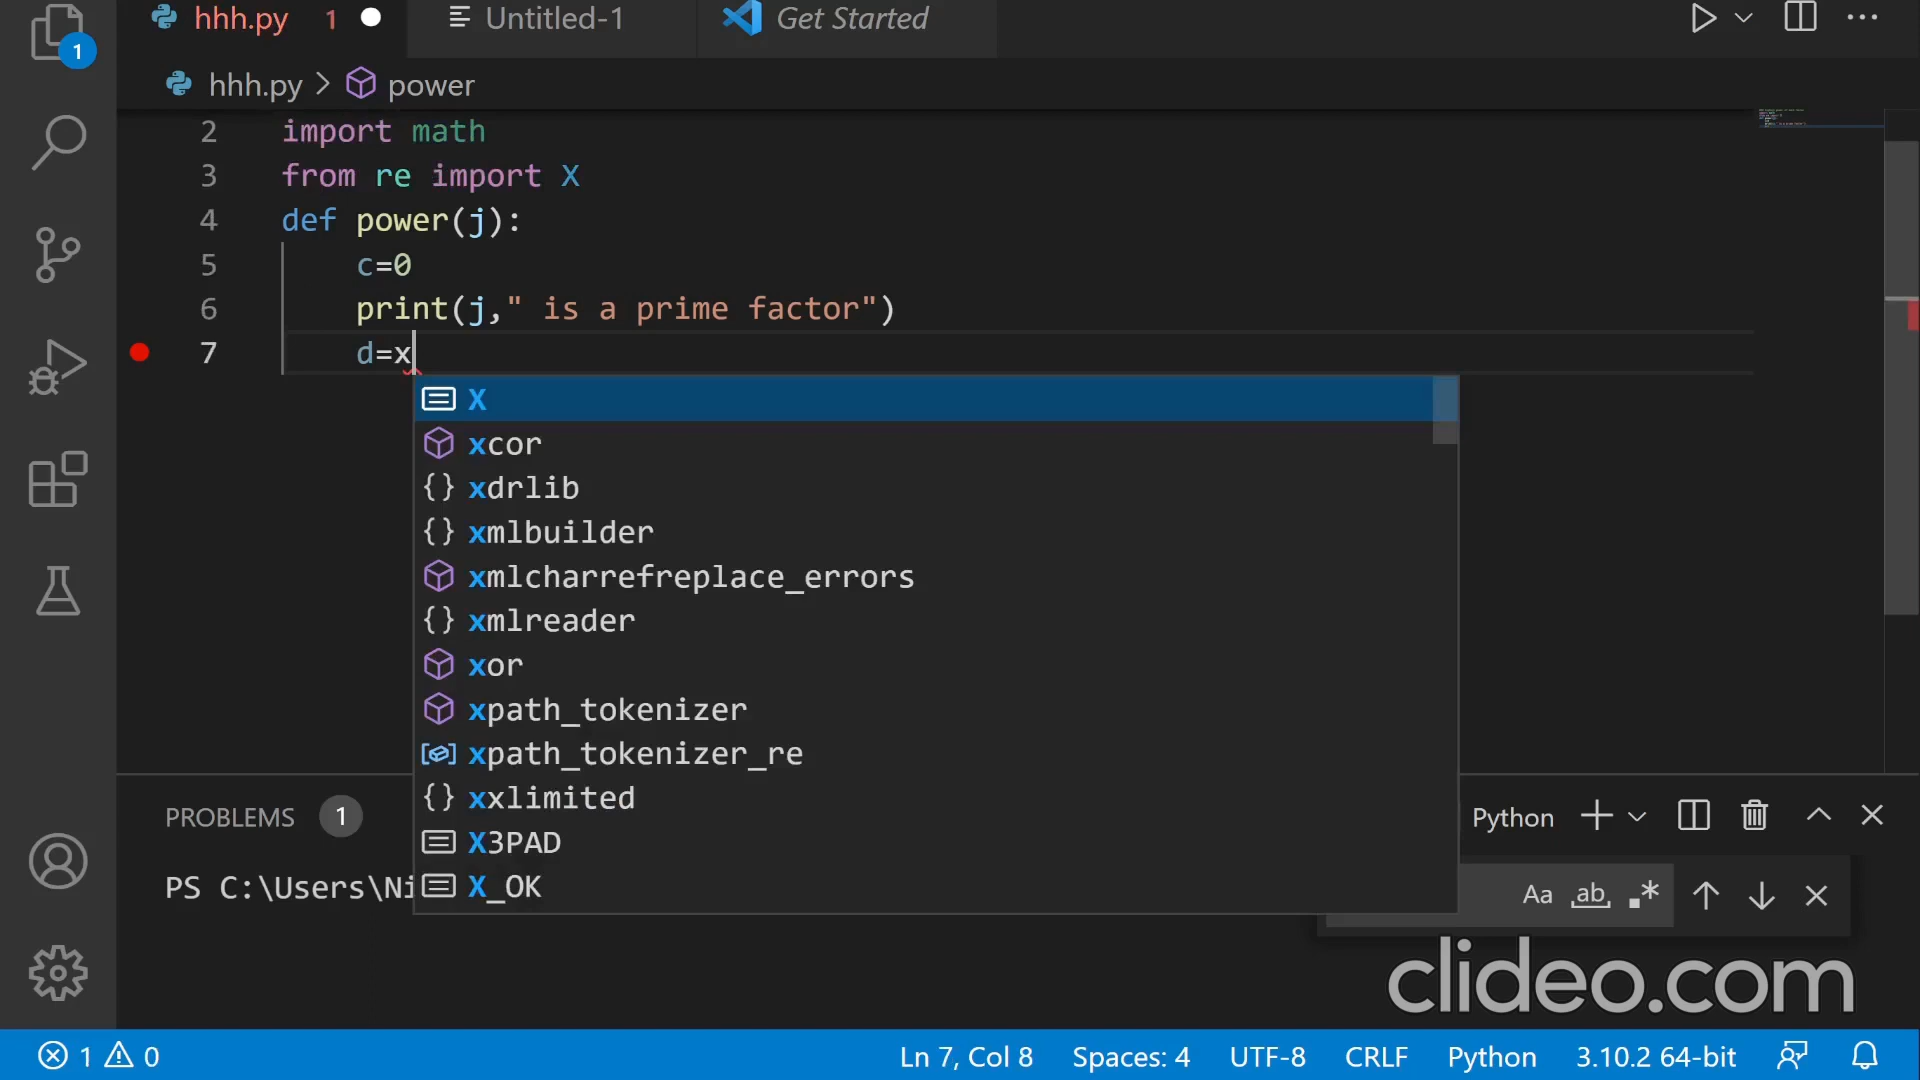 hhh.py 1 Untitled-1 Get Started
1
hhh.py > power
2 import math
3 from re import X
4 def power(j):
5 c=0
6 print(j," is a prime factor")
7 d=x
X
xcor
{} xdrlib
{} xmlbuilder
xmlcharrefreplace_errors
{} xmlreader
xor
xpath_tokenizer
xpath_tokenizer_re
{} xxlimited
X3PAD
X_OK
PROBLEMS 1 Python
PS C:\Users\Ni
Aa ab .*
clideo.com
1 0 Ln 7, Col 8 Spaces: 4 UTF-8 CRLF Python 3.10.2 64-bit